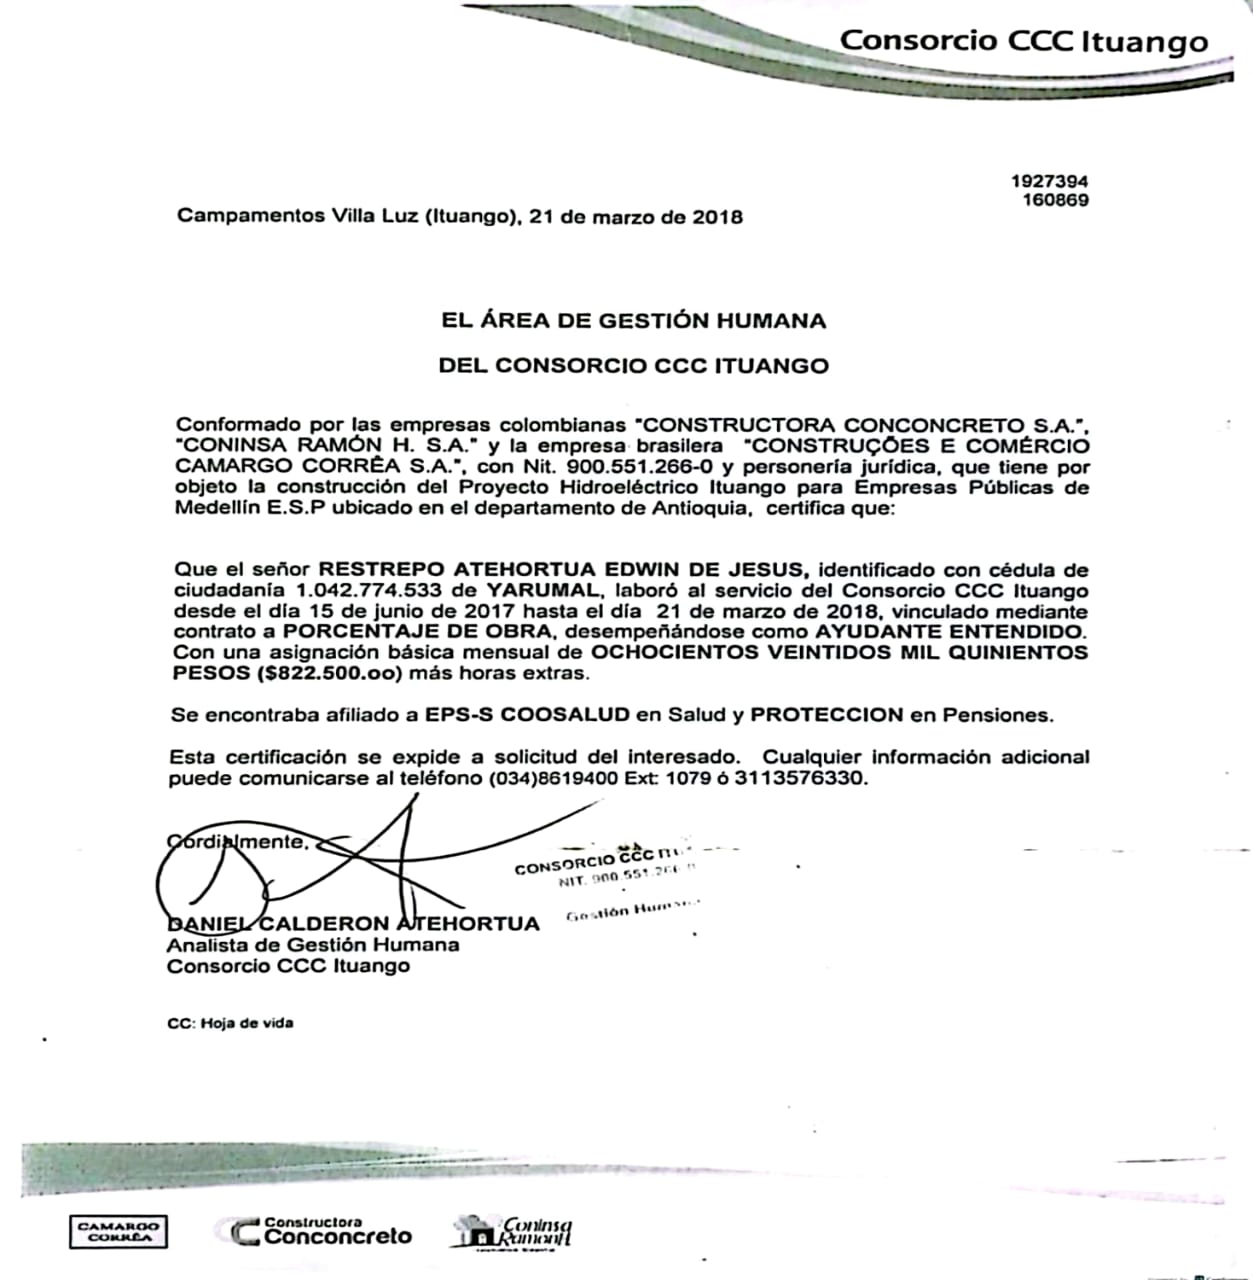 Consorcio CCC Ituango
1927394
160869
Campamentos Villa Luz (Ituango), 21 de marzo de 2018
EL ÁREA DE GESTIÓN HUMANA
DEL CONSORCIO CCC ITUANGO
Conformado por las empresas colombianas "CONSTRUCTORA CONCONCRETO S.A.",
"CONINSA RAMÓN H. S.A." y la empresa brasilera "CONSTRUÇÕES E COMÉRCIO
CAMARGO CORRÊA S.A.", con Nit. 900.551.266-0 y personería jurídica, que tiene por
objeto la construcción del Proyecto Hidroeléctrico Ituango para Empresas Públicas de
Medellín E.S.P ubicado en el departamento de Antioquia, certifica que:
Que el señor RESTREPO ATEHORTUA EDWIN DE JESUS, identificado con cédula de
ciudadanía 1.042.774.533 de YARUMAL, laboró al servicio del Consorcio CCC Ituango
desde el día 15 de junio de 2017 hasta el día 21 de marzo de 2018, vinculado mediante
contrato a PORCENTAJE DE OBRA, desempeñándose como AYUDANTE ENTENDIDO.
Con una asignación básica mensual de OCHOCIENTOS VEINTIDOS MIL QUINIENTOS
PESOS ($822.500.oo) más horas extras.
Se encontraba afiliado a EPS-S COOSALUD en Salud y PROTECCION en Pensiones.
Esta certificación se expide a solicitud del interesado. Cualquier información adicional
puede comunicarse al teléfono (034)8619400 Ext: 1079 ó 3113576330.
Cordialmente,
CONSORCIO CCC
NIT. 900.551.266
Gestión
DANIEL CALDERON ATEHORTUA
Analista de Gestión Humana
Consorcio CCC Ituango
CC: Hoja de vida
CAMARGO
CORRÊA
Constructora
Conconcreto
Coninsa
RamonH